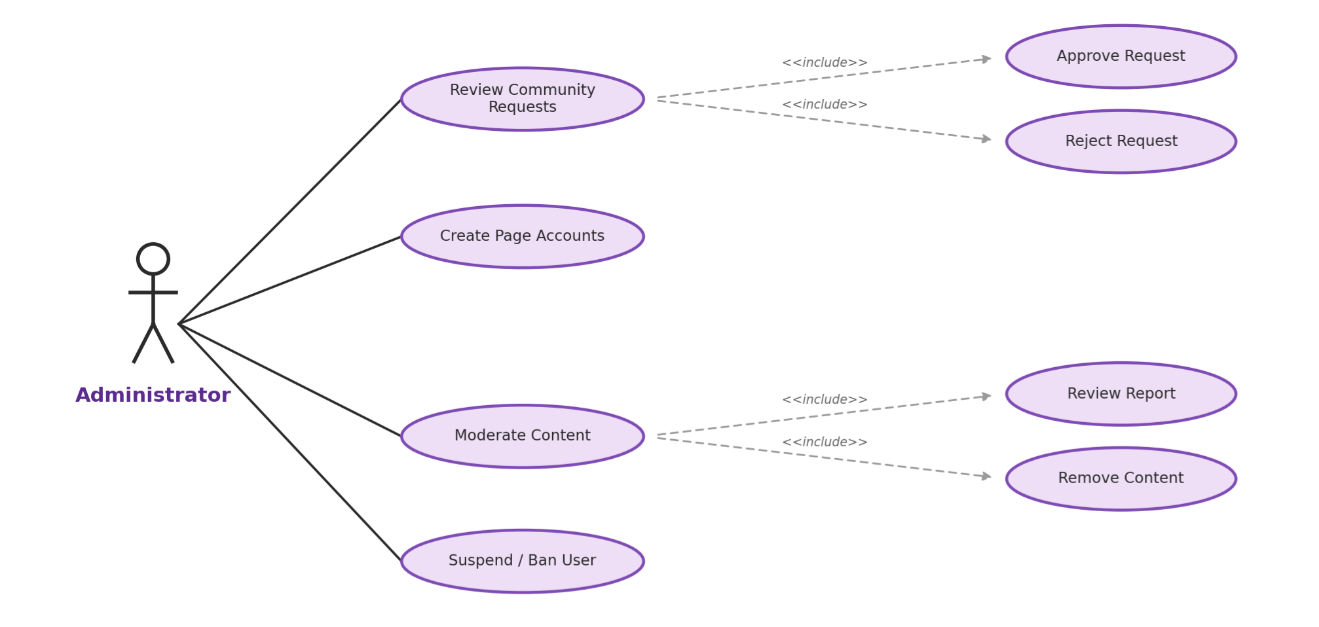 Approve Request
<<include>>
Review Community
Requests
<<include>>
Reject Request
Create Page Accounts
Administrator
Review Report
<<include>>
Moderate Content
<<include>>
Remove Content
Suspend / Ban User